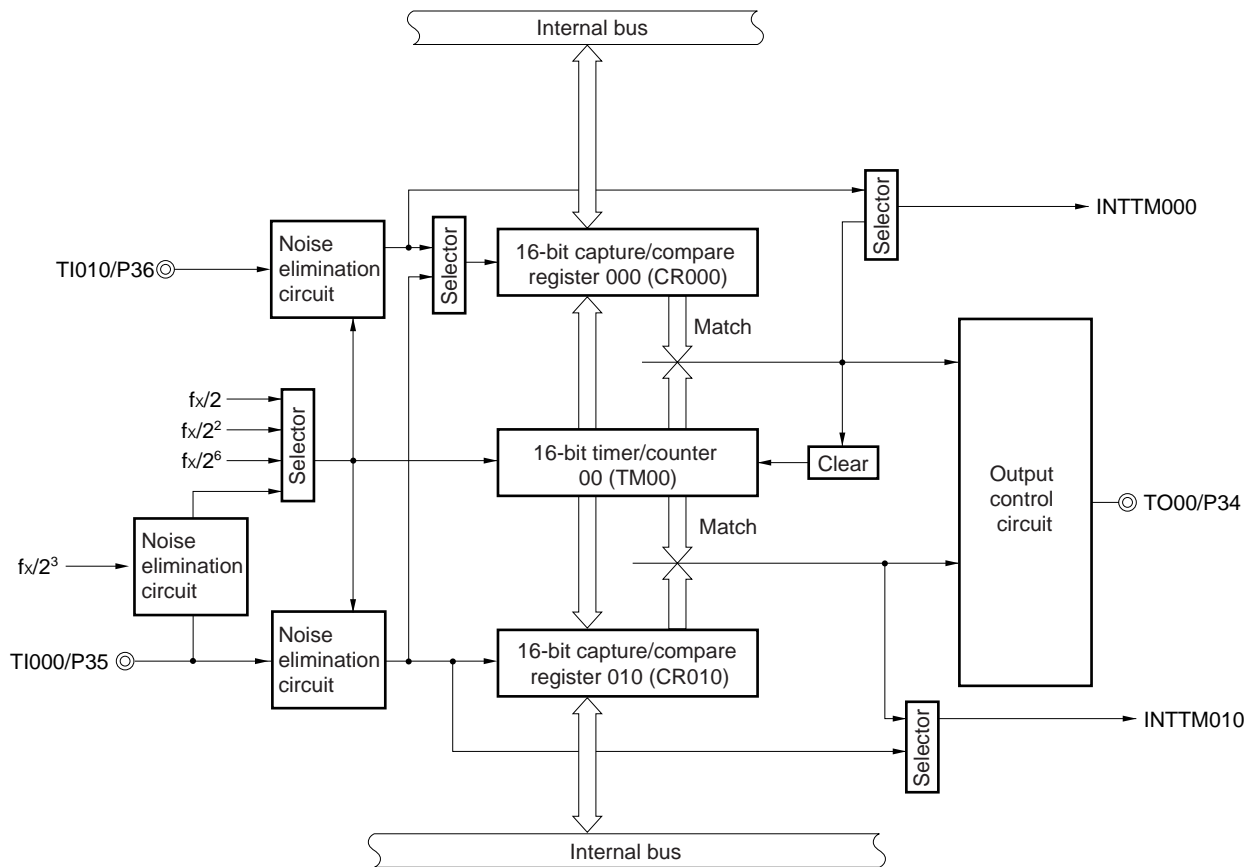 Internal bus
Selector
INTTM000
Noise
elimination
circuit
TI010/P36
Selector
16-bit capture/compare
register 000 (CR000)
Match
fX/2
fX/2²
fX/2⁶
Selector
16-bit timer/counter
00 (TM00)
Clear
Output
control
circuit
TO00/P34
Match
fX/2³
Noise
elimination
circuit
TI000/P35
Noise
elimination
circuit
16-bit capture/compare
register 010 (CR010)
Selector
INTTM010
Internal bus